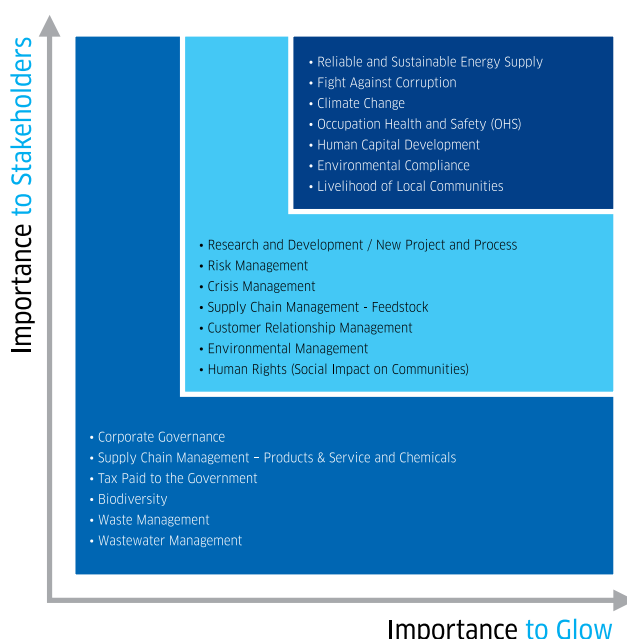 Importance to Stakeholders
• Reliable and Sustainable Energy Supply
• Fight Against Corruption
• Climate Change
• Occupation Health and Safety (OHS)
• Human Capital Development
• Environmental Compliance
• Livelihood of Local Communities
• Research and Development / New Project and Process
• Risk Management
• Crisis Management
• Supply Chain Management - Feedstock
• Customer Relationship Management
• Environmental Management
• Human Rights (Social Impact on Communities)
• Corporate Governance
• Supply Chain Management – Products & Service and Chemicals
• Tax Paid to the Government
• Biodiversity
• Waste Management
• Wastewater Management
Importance to Glow